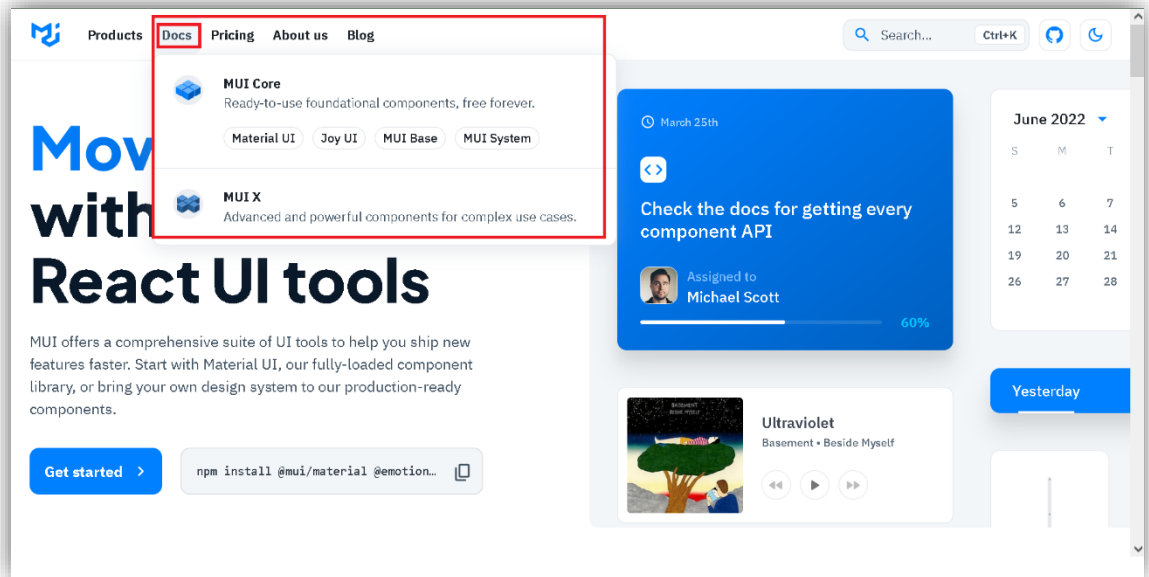 Products Docs Pricing About us Blog
Search... Ctrl+K
MUI Core
Ready-to-use foundational components, free forever.
Material UI Joy UI MUI Base MUI System
MUI X
Advanced and powerful components for complex use cases.
Mov
with
React UI tools
MUI offers a comprehensive suite of UI tools to help you ship new
features faster. Start with Material UI, our fully-loaded component
library, or bring your own design system to our production-ready
components.
Get started
npm install @mui/material @emotion…
March 25th
Check the docs for getting every
component API
Assigned to
Michael Scott
60%
BASEMENT
BESIDE MYSELF
Ultraviolet
Basement • Beside Myself
June 2022
S M T
5 6 7
12 13 14
19 20 21
26 27 28
Yesterday